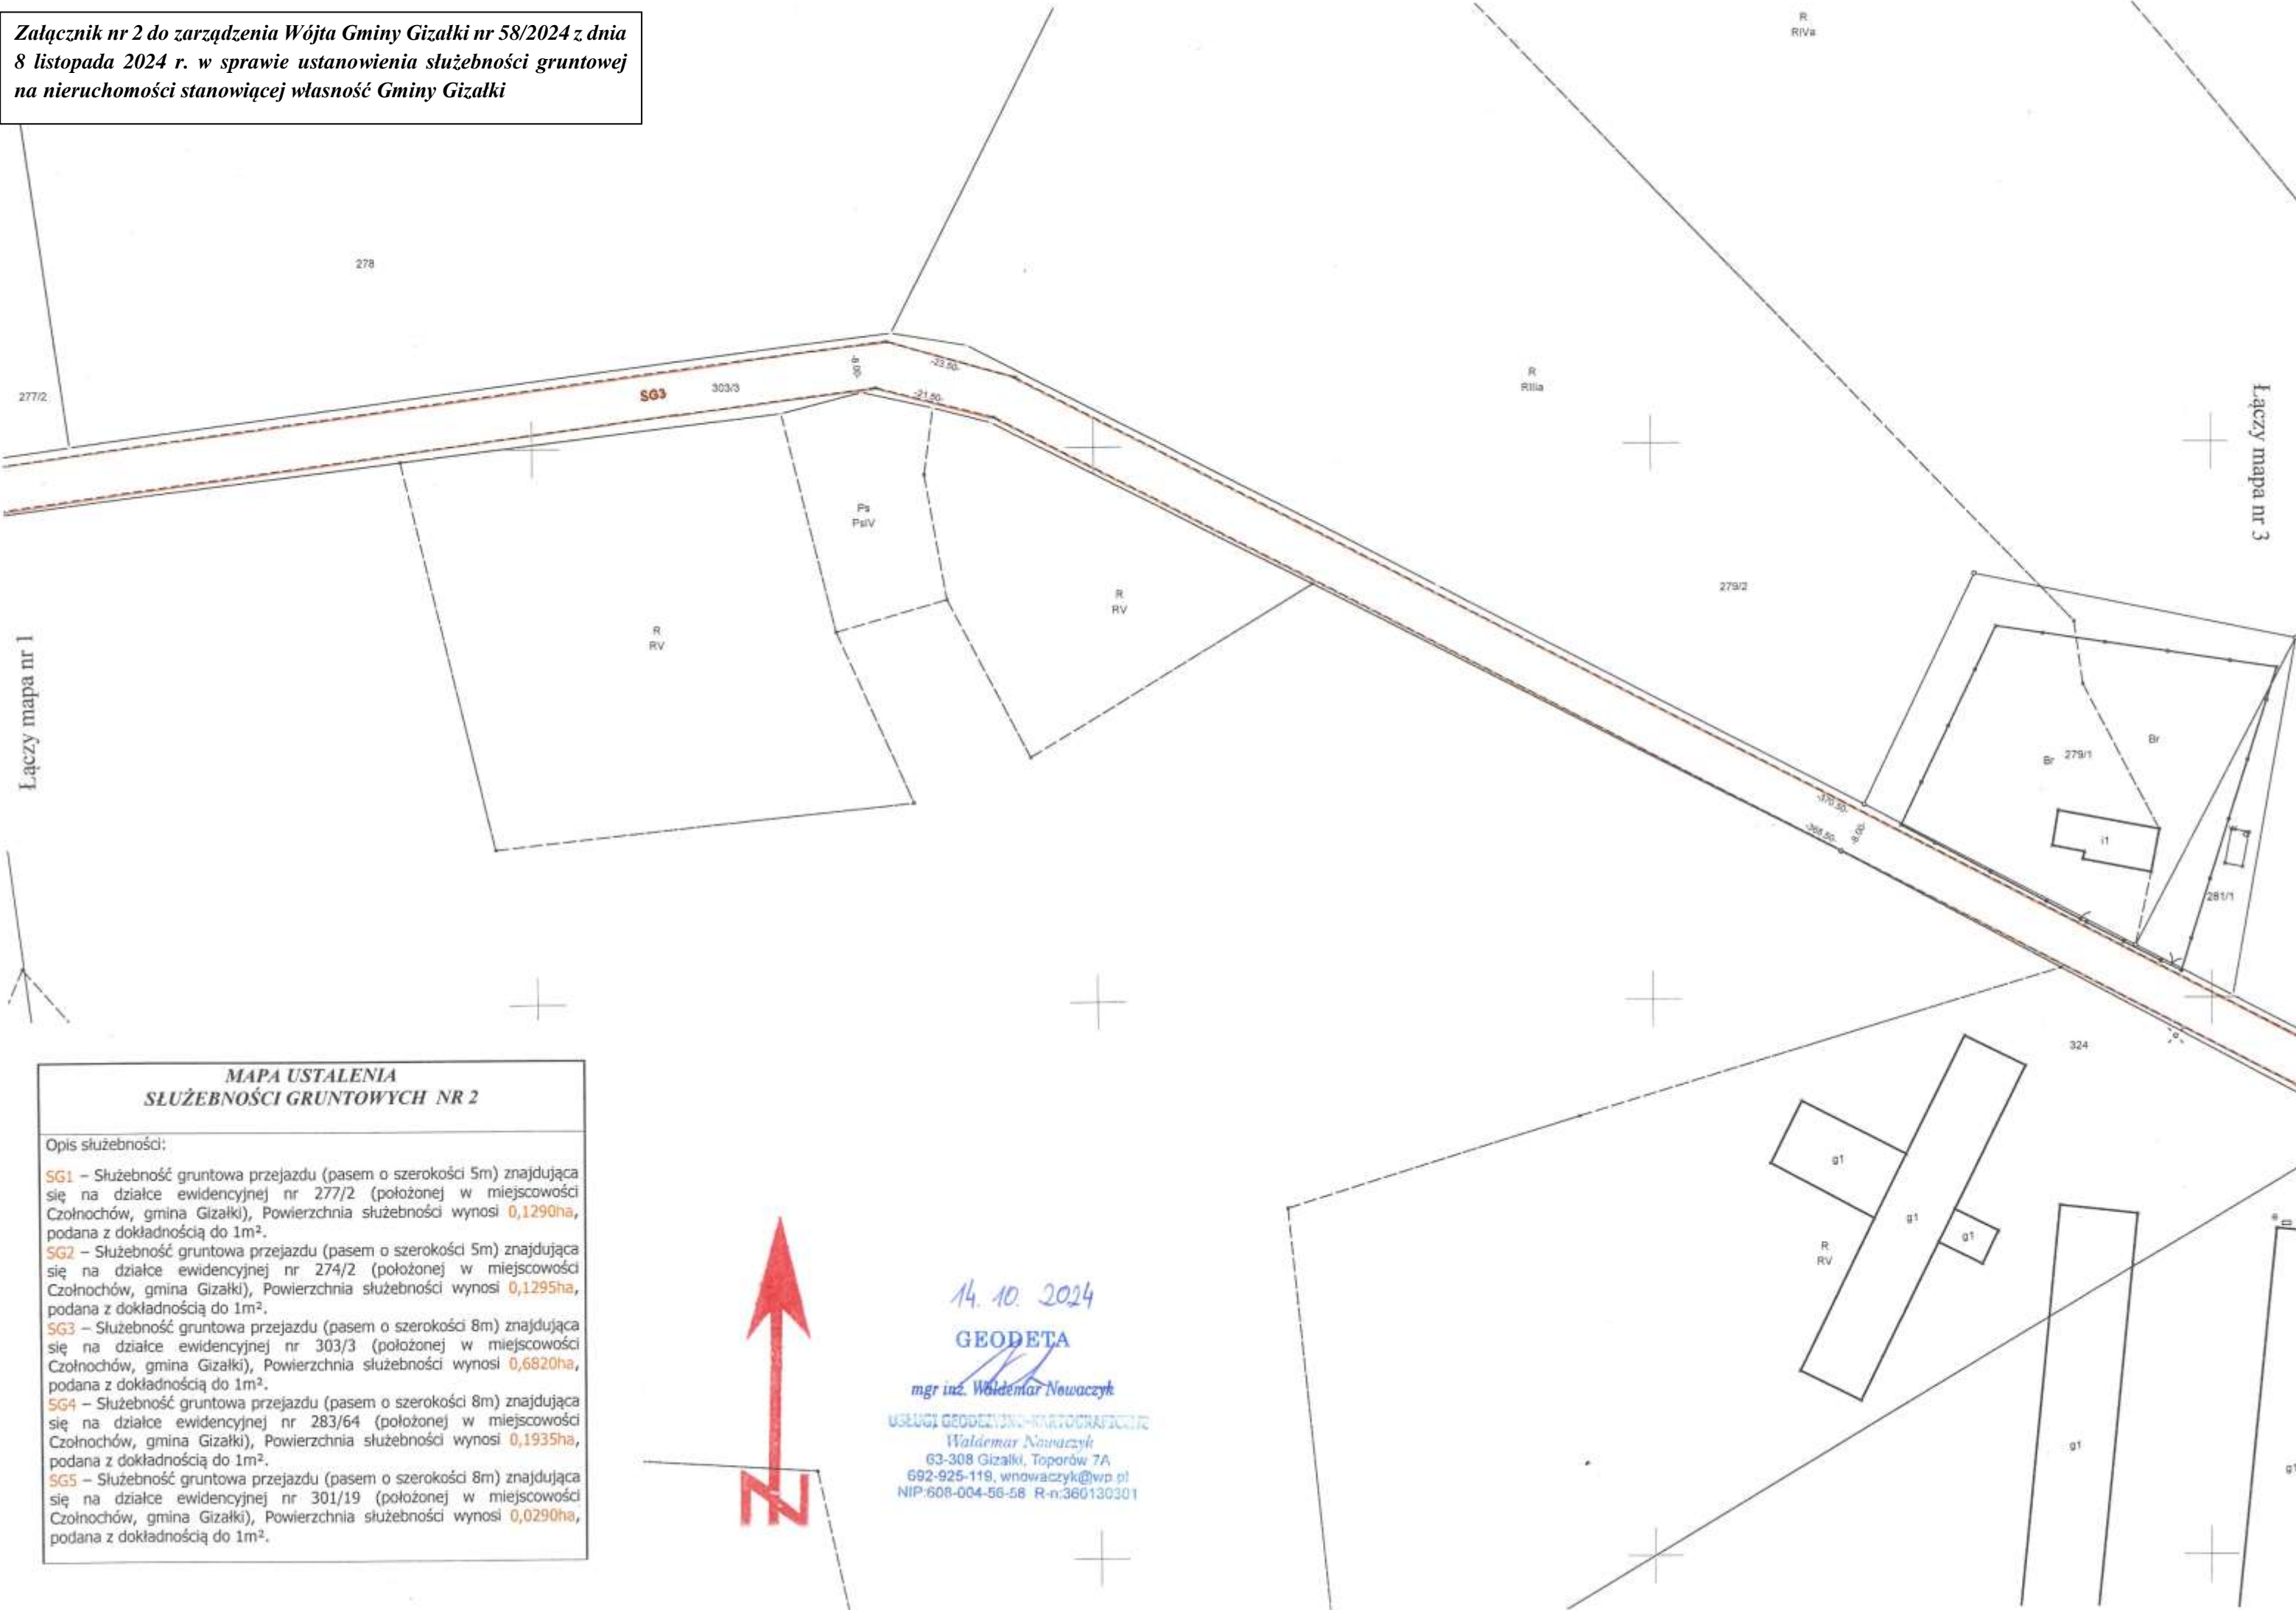 Załącznik nr 2 do zarządzenia Wójta Gminy Gizałki nr 58/2024 z dnia
8 listopada 2024 r. w sprawie ustanowienia służebności gruntowej
na nieruchomości stanowiącej własność Gminy Gizałki
R
RIVa
278
277/2
SG3
303/3
-8.00-
-23.50-
-21.50-
R
RIIIa
Łączy mapa nr 3
Ps
PsIV
R
RV
R
RV
279/2
Łączy mapa nr 1
Br
279/1
Br
i1
281/1
-370.50-
-368.50-
-8.00-
324
g1
g1
g1
R
RV
g1
g1
MAPA USTALENIA
SŁUŻEBNOŚCI GRUNTOWYCH NR 2
Opis służebności:
SG1 – Służebność gruntowa przejazdu (pasem o szerokości 5m) znajdująca
się na działce ewidencyjnej nr 277/2 (położonej w miejscowości
Czołnochów, gmina Gizałki), Powierzchnia służebności wynosi 0,1290ha,
podana z dokładnością do 1m².
SG2 – Służebność gruntowa przejazdu (pasem o szerokości 5m) znajdująca
się na działce ewidencyjnej nr 274/2 (położonej w miejscowości
Czołnochów, gmina Gizałki), Powierzchnia służebności wynosi 0,1295ha,
podana z dokładnością do 1m².
SG3 – Służebność gruntowa przejazdu (pasem o szerokości 8m) znajdująca
się na działce ewidencyjnej nr 303/3 (położonej w miejscowości
Czołnochów, gmina Gizałki), Powierzchnia służebności wynosi 0,6820ha,
podana z dokładnością do 1m².
SG4 – Służebność gruntowa przejazdu (pasem o szerokości 8m) znajdująca
się na działce ewidencyjnej nr 283/64 (położonej w miejscowości
Czołnochów, gmina Gizałki), Powierzchnia służebności wynosi 0,1935ha,
podana z dokładnością do 1m².
SG5 – Służebność gruntowa przejazdu (pasem o szerokości 8m) znajdująca
się na działce ewidencyjnej nr 301/19 (położonej w miejscowości
Czołnochów, gmina Gizałki), Powierzchnia służebności wynosi 0,0290ha,
podana z dokładnością do 1m².
14. 10. 2024
GEODETA
mgr inż. Waldemar Nowaczyk
USŁUGI GEODEZYJNO-KARTOGRAFICZNE
Waldemar Nowaczyk
63-308 Gizałki, Toporów 7A
692-925-119, wnowaczyk@wp.pl
NIP:608-004-56-58 R-n:360130301